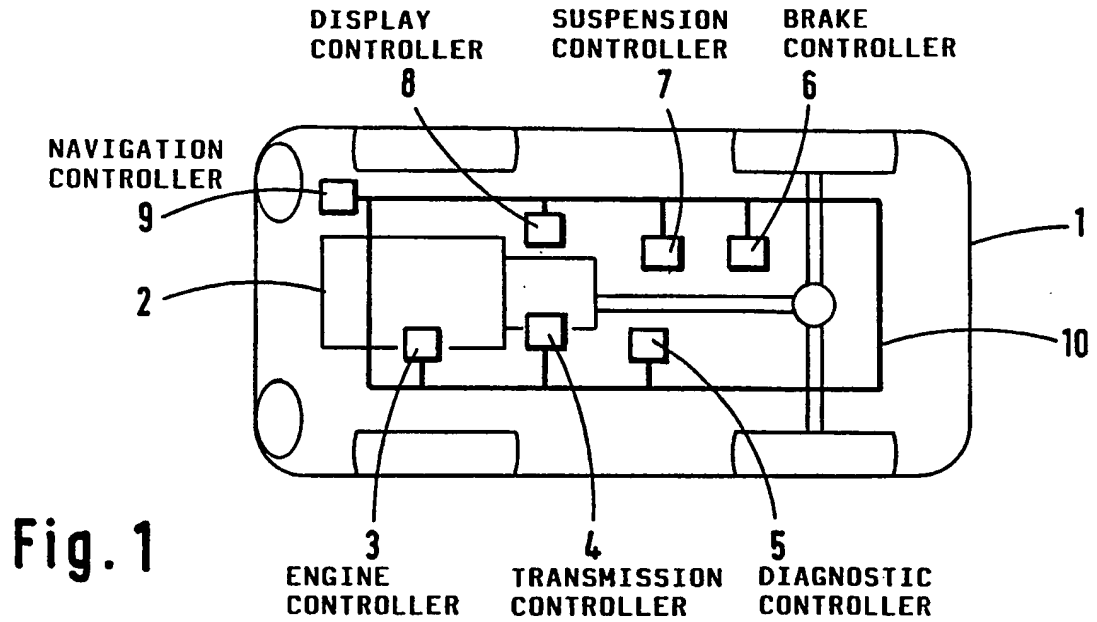 DISPLAY
CONTROLLER
8
SUSPENSION
CONTROLLER
7
BRAKE
CONTROLLER
6
NAVIGATION
CONTROLLER
9
1
2
10
3
ENGINE
CONTROLLER
4
TRANSMISSION
CONTROLLER
5
DIAGNOSTIC
CONTROLLER
Fig. 1